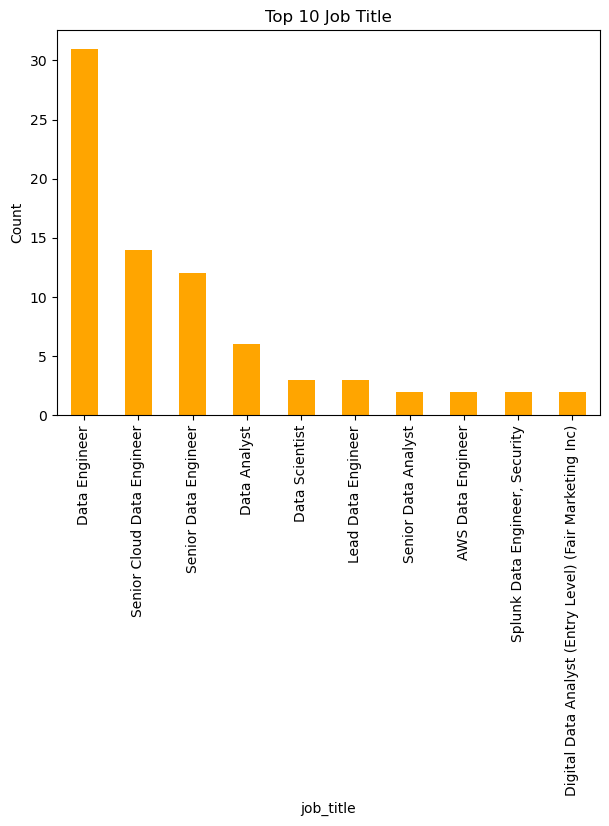 Top 10 Job Title
Count
30
25
20
15
10
5
0
Data Engineer
Senior Cloud Data Engineer
Senior Data Engineer
Data Analyst
Data Scientist
Lead Data Engineer
Senior Data Analyst
AWS Data Engineer
Splunk Data Engineer, Security
Digital Data Analyst (Entry Level) (Fair Marketing Inc)
job_title